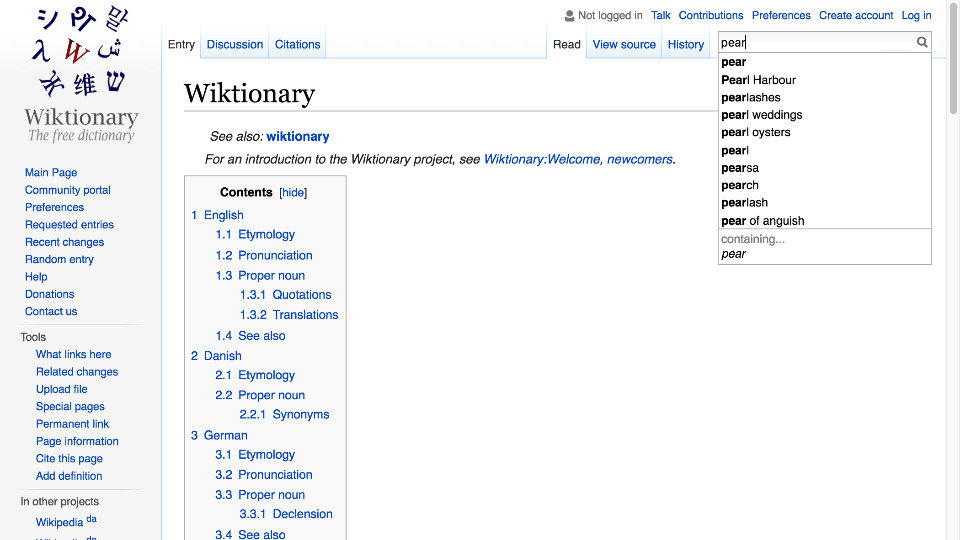 Not logged in Talk Contributions Preferences Create account Log in
Entry Discussion Citations Read View source History pear
Wiktionary
The free dictionary
Main Page
Community portal
Preferences
Requested entries
Recent changes
Random entry
Help
Donations
Contact us
Tools
What links here
Related changes
Upload file
Special pages
Permanent link
Page information
Cite this page
Add definition
In other projects
Wikipedia da
Wiktionary
See also: wiktionary
For an introduction to the Wiktionary project, see Wiktionary:Welcome, newcomers.
Contents [hide]
1 English
1.1 Etymology
1.2 Pronunciation
1.3 Proper noun
1.3.1 Quotations
1.3.2 Translations
1.4 See also
2 Danish
2.1 Etymology
2.2 Proper noun
2.2.1 Synonyms
3 German
3.1 Etymology
3.2 Pronunciation
3.3 Proper noun
3.3.1 Declension
3.4 See also
pear
Pearl Harbour
pearlashes
pearl weddings
pearl oysters
pearl
pearsa
pearch
pearlash
pear of anguish
containing...
pear